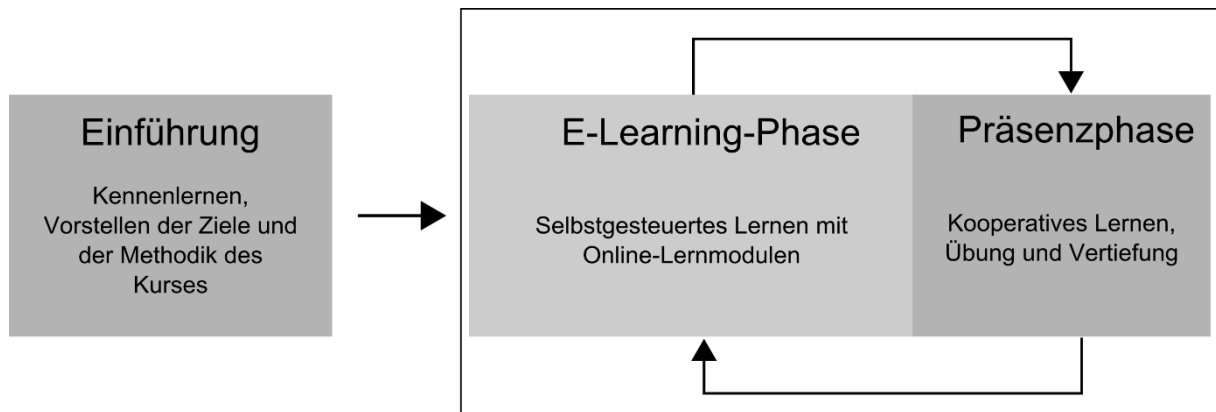 Einführung
Kennenlernen,
Vorstellen der Ziele und
der Methodik des
Kurses
E-Learning-Phase
Selbstgesteuertes Lernen mit
Online-Lernmodulen
Präsenzphase
Kooperatives Lernen,
Übung und Vertiefung